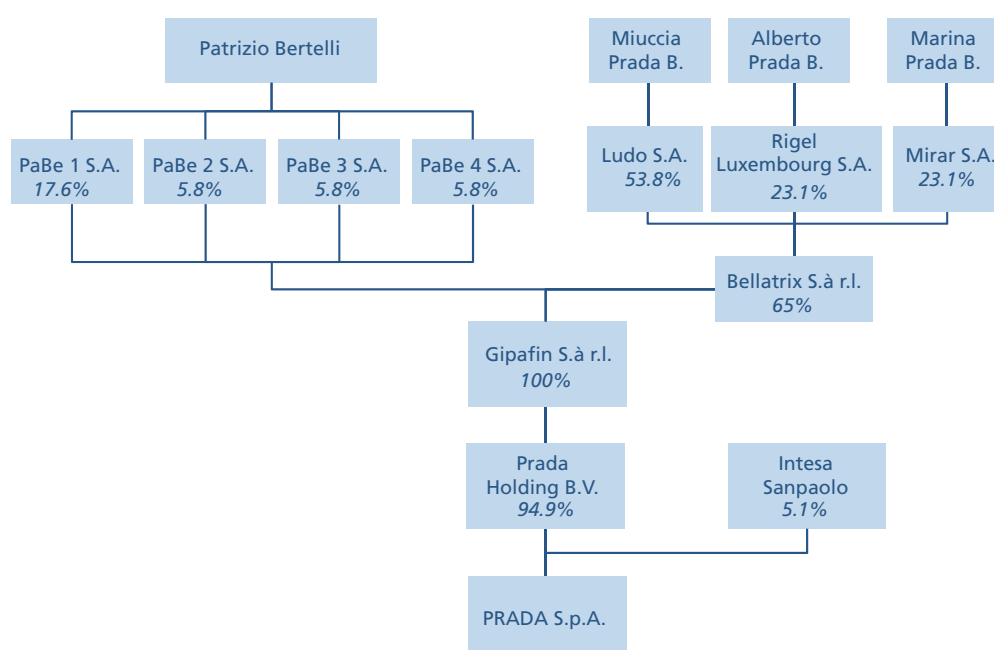 Patrizio Bertelli
Miuccia
Prada B.
Alberto
Prada B.
Marina
Prada B.
PaBe 1 S.A.
17.6%
PaBe 2 S.A.
5.8%
PaBe 3 S.A.
5.8%
PaBe 4 S.A.
5.8%
Ludo S.A.
53.8%
Rigel
Luxembourg S.A.
23.1%
Mirar S.A.
23.1%
Bellatrix S.à r.l.
65%
Gipafin S.à r.l.
100%
Prada
Holding B.V.
94.9%
Intesa
Sanpaolo
5.1%
PRADA S.p.A.